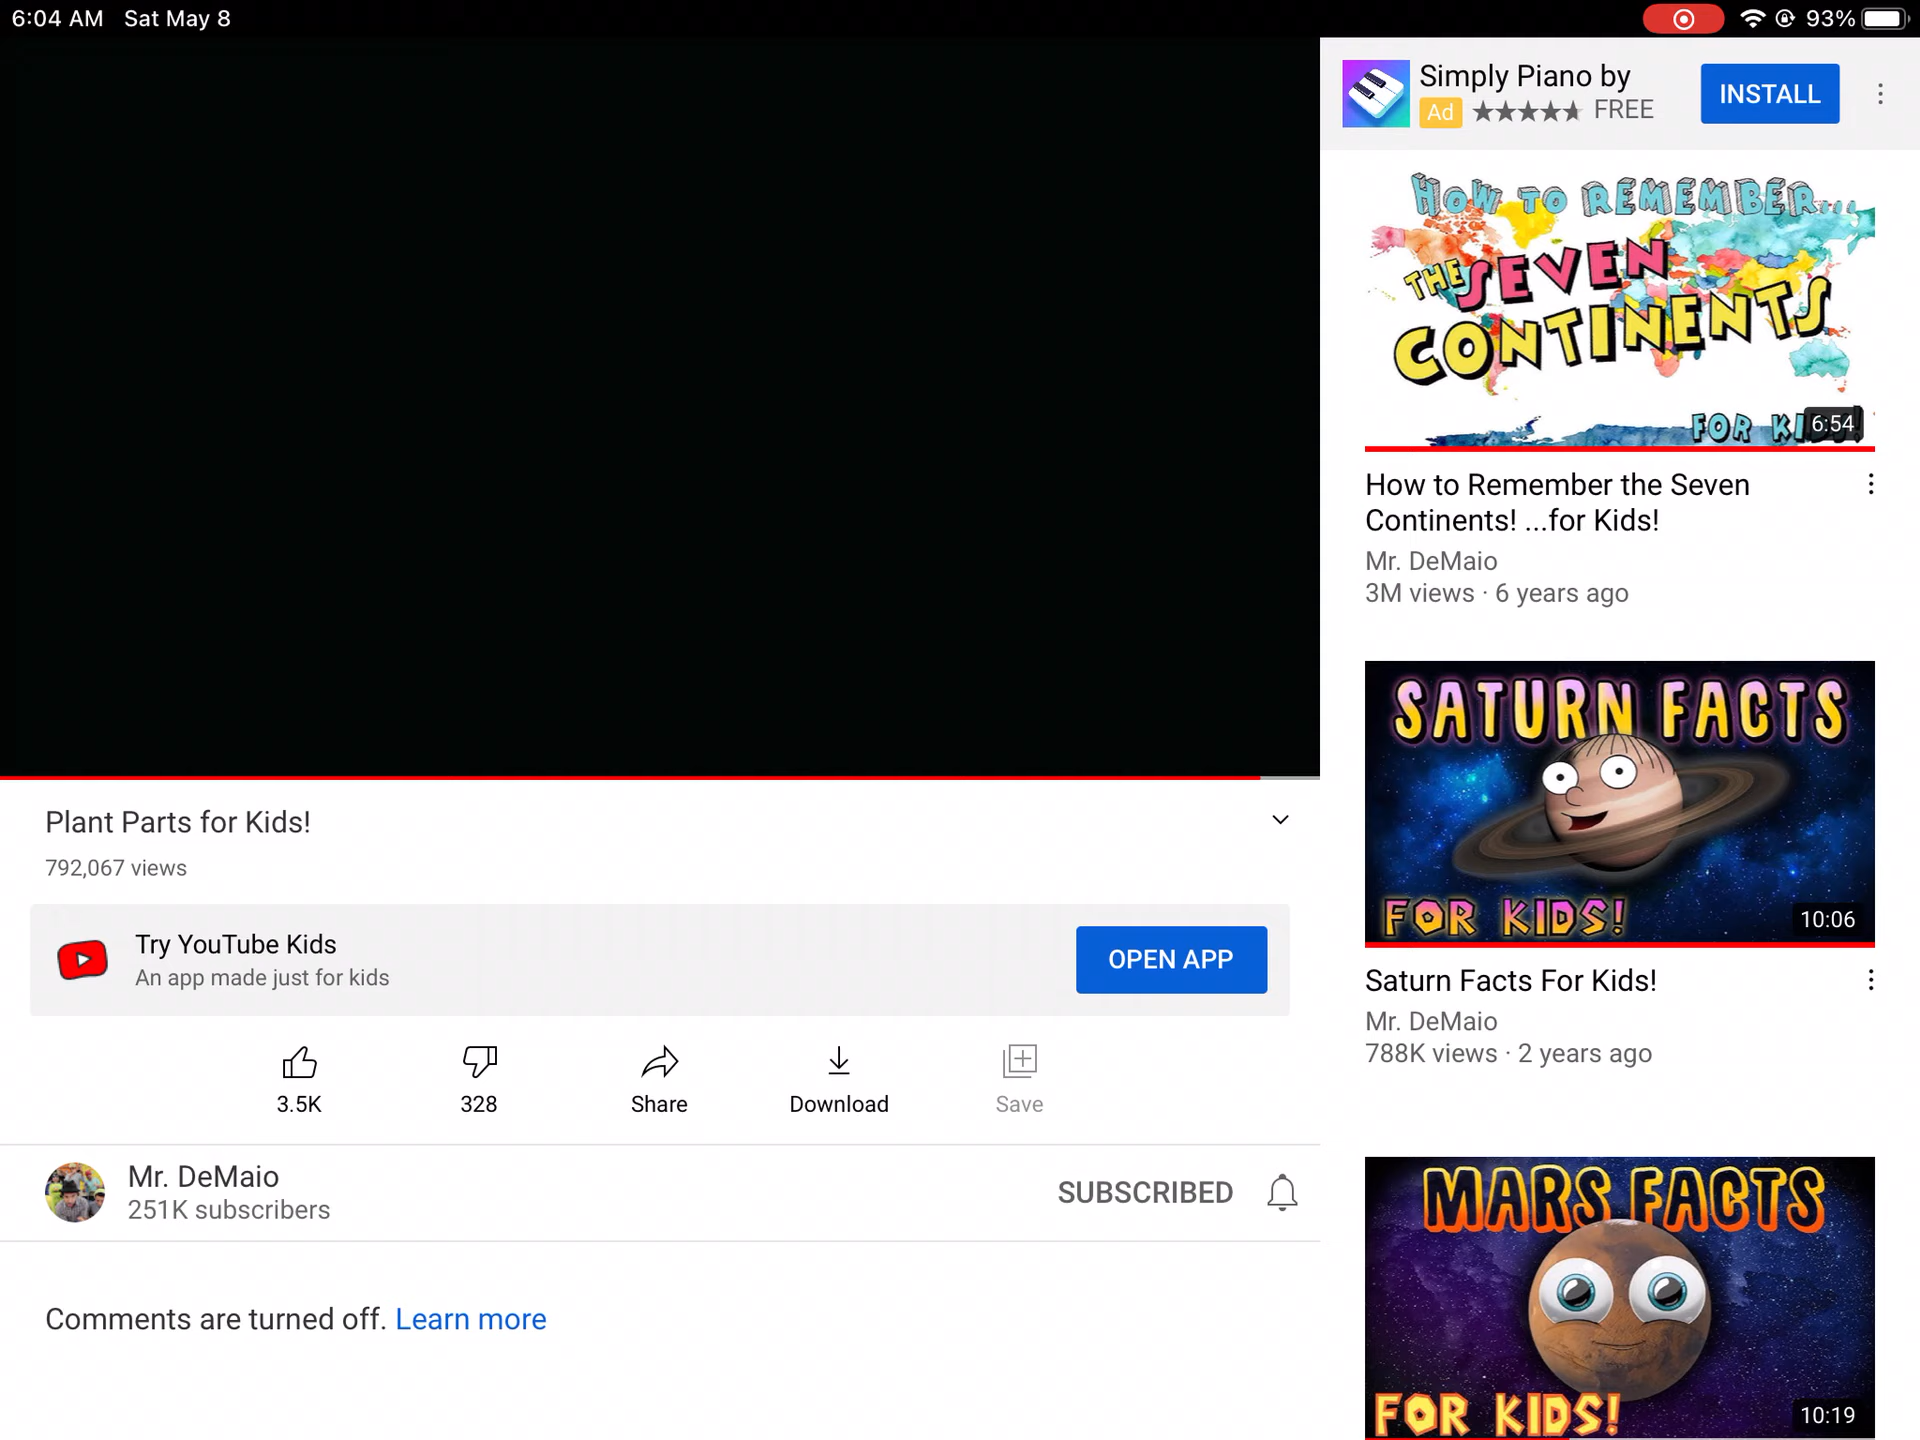 6:04 AM Sat May 8
93%
Simply Piano by
Ad FREE
INSTALL
HOW TO REMEMBER...
THE SEVEN
CONTINENTS
FOR KI
6:54
How to Remember the Seven
Continents! ...for Kids!
Mr. DeMaio
3M views · 6 years ago
SATURN FACTS
FOR KIDS!
10:06
Saturn Facts For Kids!
Mr. DeMaio
788K views · 2 years ago
MARS FACTS
FOR KIDS!
10:19
Plant Parts for Kids!
792,067 views
Try YouTube Kids
An app made just for kids
OPEN APP
3.5K
328
Share
Download
Save
Mr. DeMaio
251K subscribers
SUBSCRIBED
Comments are turned off. Learn more